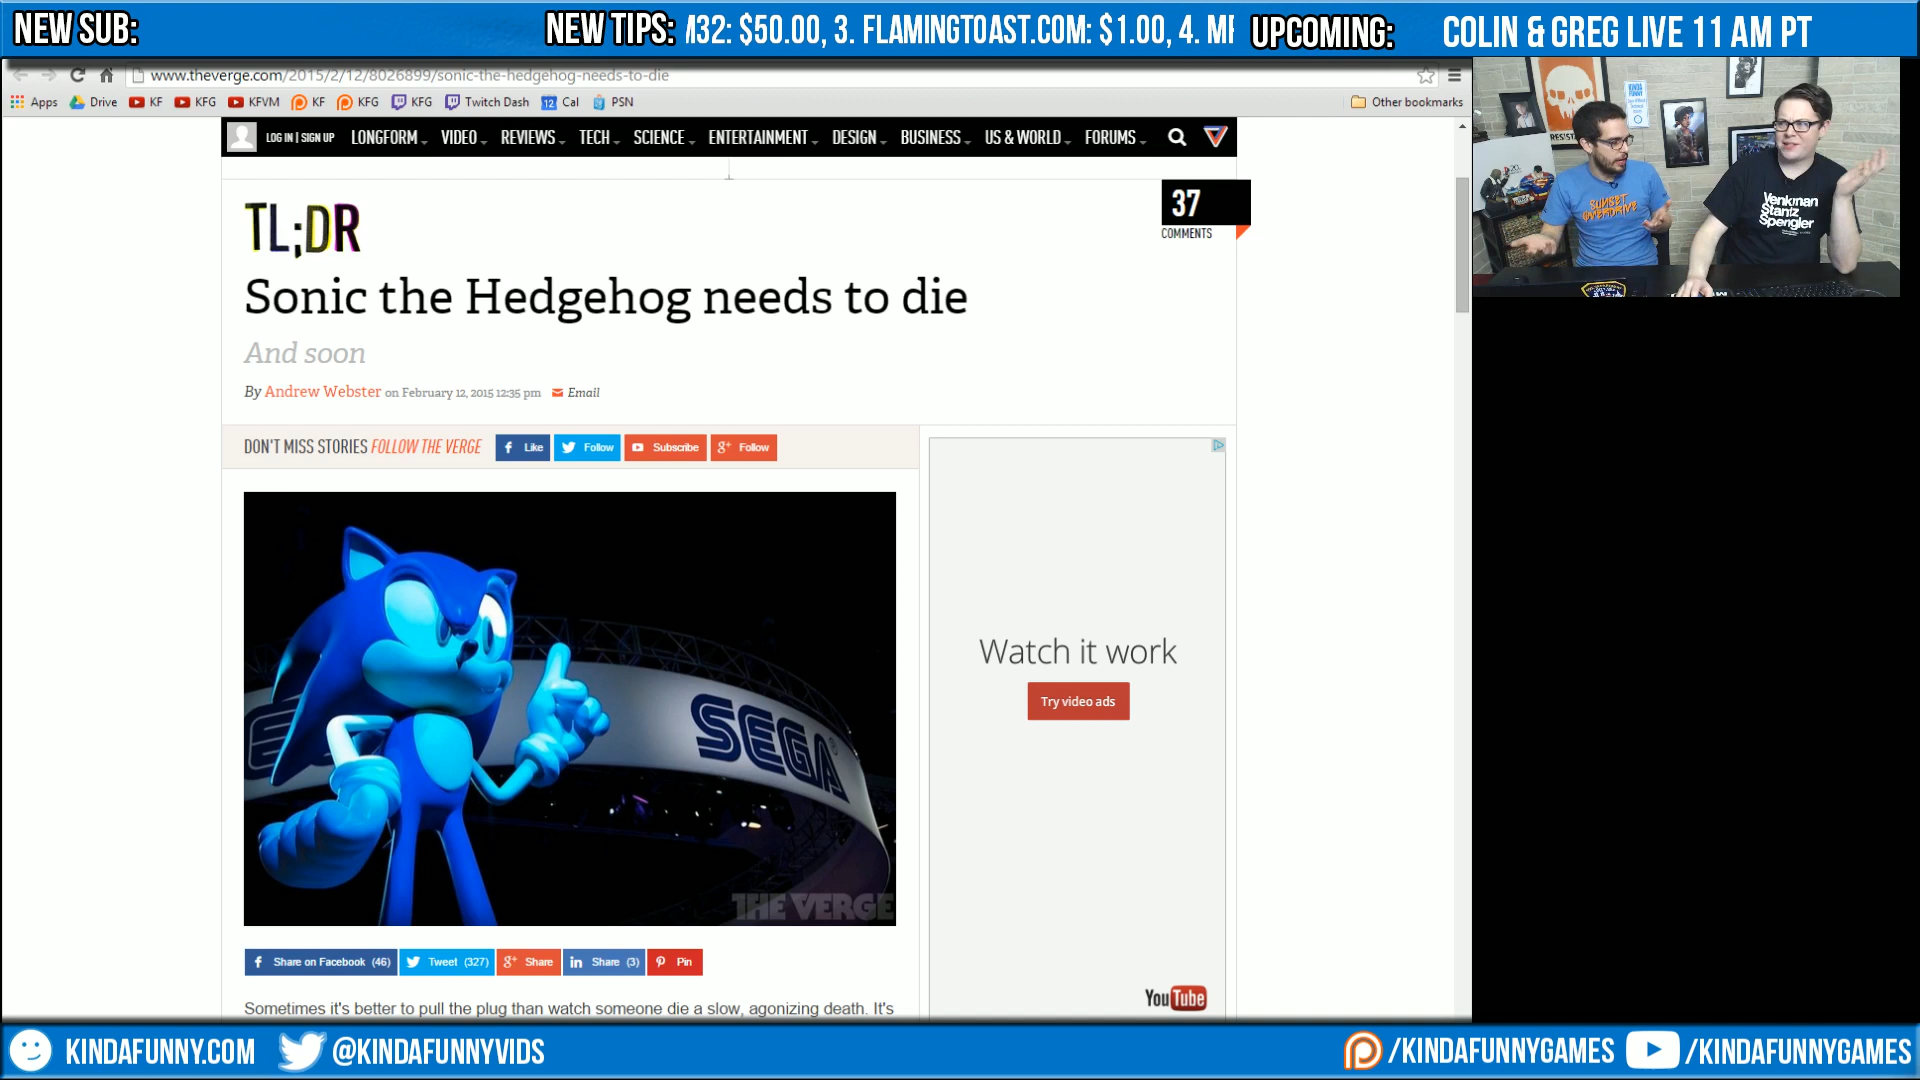 NEW SUB:
NEW TIPS: M32: $50.00, 3. FLAMINGTOAST.COM: $1.00, 4. MI
UPCOMING: COLIN & GREG LIVE 11 AM PT
www.theverge.com/2015/2/12/8026899/sonic-the-hedgehog-needs-to-die
Apps Drive KF KFG KFVM KF KFG KFG Twitch Dash 12 Cal PSN Other bookmarks
LOG IN | SIGN UP LONGFORM VIDEO REVIEWS TECH SCIENCE ENTERTAINMENT DESIGN BUSINESS US & WORLD FORUMS
TL;DR
37
COMMENTS
Sonic the Hedgehog needs to die
And soon
By Andrew Webster on February 12, 2015 12:35 pm Email
DON'T MISS STORIES FOLLOW THE VERGE Like Follow Subscribe Follow
SEGA
THE VERGE
Watch it work
Try video ads
YouTube
Share on Facebook (46) Tweet (327) Share Share (3) Pin
Sometimes it's better to pull the plug than watch someone die a slow, agonizing death. It's
SUNSET
OVERDRIVE
Venkman
Stantz
Spengler
KINDAFUNNY.COM @KINDAFUNNYVIDS /KINDAFUNNYGAMES /KINDAFUNNYGAMES